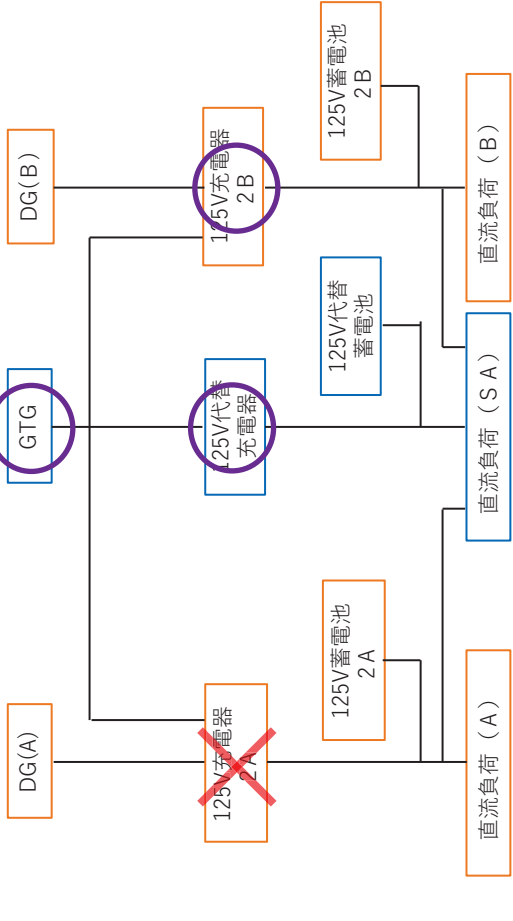 DG(A)
GTG
DG(B)
125V充電器
2A
125V代替
充電器
125V充電器
2B
125V蓄電池
2A
125V代替
蓄電池
125V蓄電池
2B
直流負荷（A）
直流負荷（SA）
直流負荷（B）